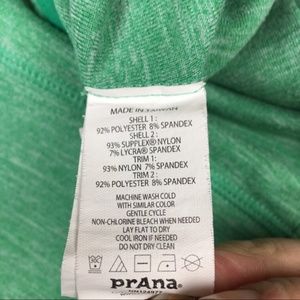 MADE IN TAIWAN
SHELL 1 :
92% POLYESTER 8% SPANDEX
SHELL 2 :
93% SUPPLEX® NYLON
7% LYCRA® SPANDEX
TRIM 1 :
93% NYLON 7% SPANDEX
TRIM 2 :
92% POLYESTER 8% SPANDEX
MACHINE WASH COLD
WITH SIMILAR COLOR
GENTLE CYCLE
NON-CHLORINE BLEACH WHEN NEEDED
LAY FLAT TO DRY
COOL IRON IF NEEDED
DO NOT DRY CLEAN
prAna